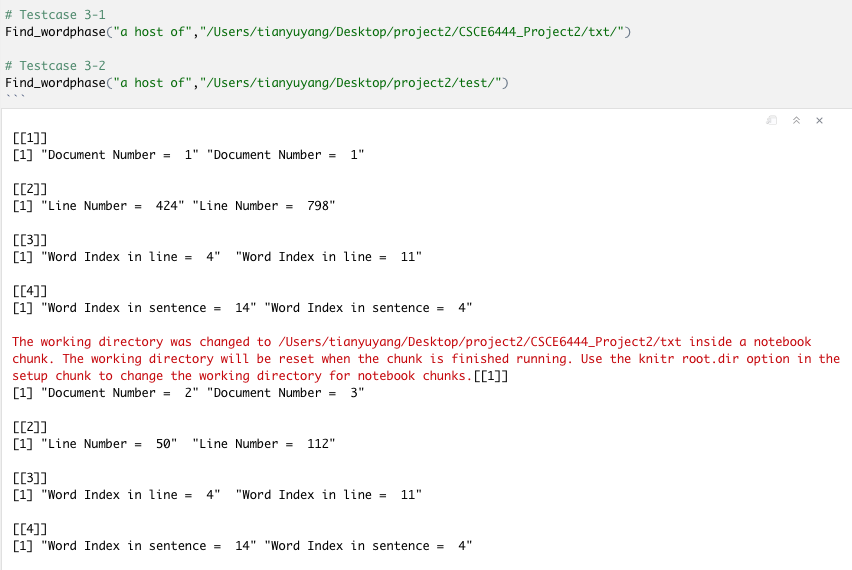 # Testcase 3-1
Find_wordphase("a host of","/Users/tianyuyang/Desktop/project2/CSCE6444_Project2/txt/")
# Testcase 3-2
Find_wordphase("a host of","/Users/tianyuyang/Desktop/project2/test/")
```
[[1]]
[1] "Document Number =  1" "Document Number =  1"
[[2]]
[1] "Line Number =  424" "Line Number =  798"
[[3]]
[1] "Word Index in line =  4"  "Word Index in line =  11"
[[4]]
[1] "Word Index in sentence =  14" "Word Index in sentence =  4"
The working directory was changed to /Users/tianyuyang/Desktop/project2/CSCE6444_Project2/txt inside a notebook
chunk. The working directory will be reset when the chunk is finished running. Use the knitr root.dir option in the
setup chunk to change the working directory for notebook chunks.[[1]]
[1] "Document Number =  2" "Document Number =  3"
[[2]]
[1] "Line Number =  50"  "Line Number =  112"
[[3]]
[1] "Word Index in line =  4"  "Word Index in line =  11"
[[4]]
[1] "Word Index in sentence =  14" "Word Index in sentence =  4"